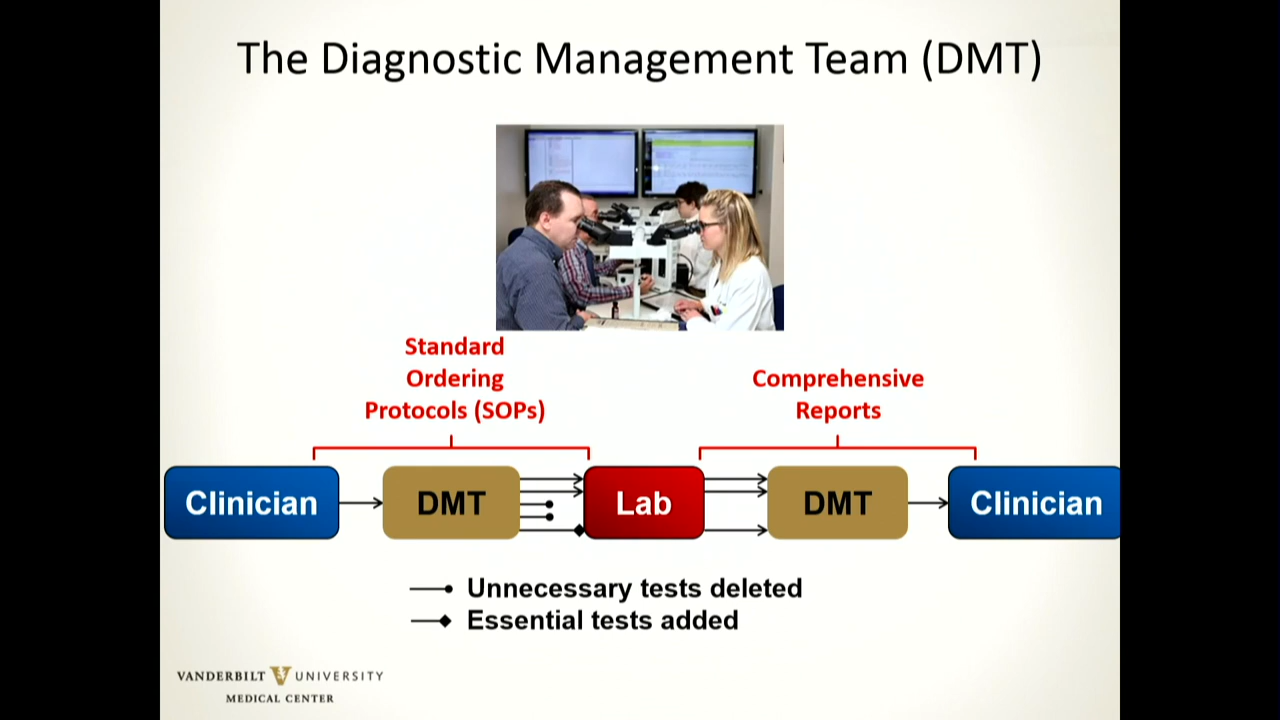 The Diagnostic Management Team (DMT)
Standard
Ordering
Protocols (SOPs)
Comprehensive
Reports
Clinician
DMT
Lab
DMT
Clinician
Unnecessary tests deleted
Essential tests added
VANDERBILT UNIVERSITY
MEDICAL CENTER